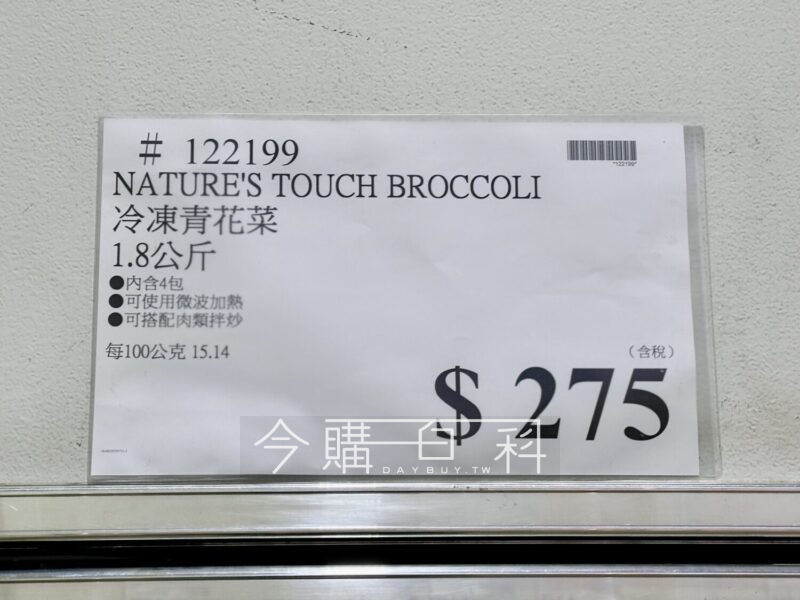 # 122199
NATURE'S TOUCH BROCCOLI
冷凍青花菜
1.8公斤
●內含4包
●可使用微波加熱
●可搭配肉類拌炒
每100公克 15.14
"122199"
（含稅）
$ 275
今購百科
DAYBUY.TW